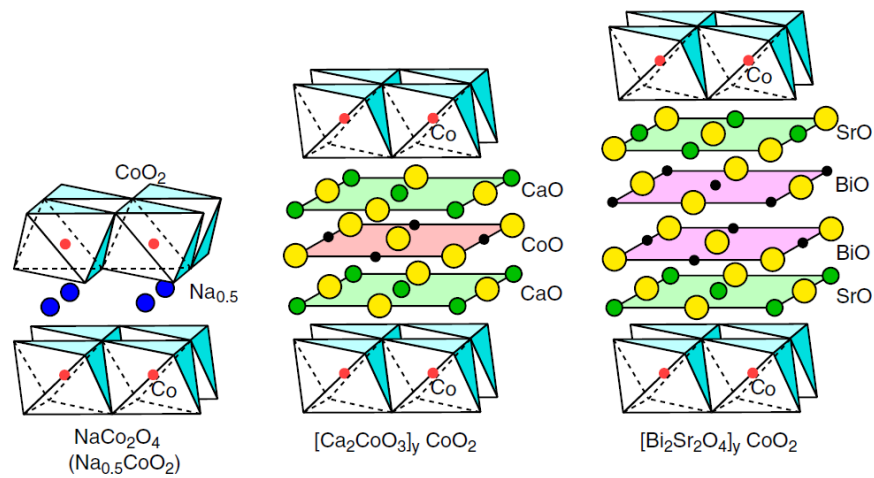 CoO₂
Na₀.₅
Co
NaCo₂O₄
(Na₀.₅CoO₂)
Co
CaO
CoO
CaO
Co
[Ca₂CoO₃]y CoO₂
Co
SrO
BiO
BiO
SrO
Co
[Bi₂Sr₂O₄]y CoO₂